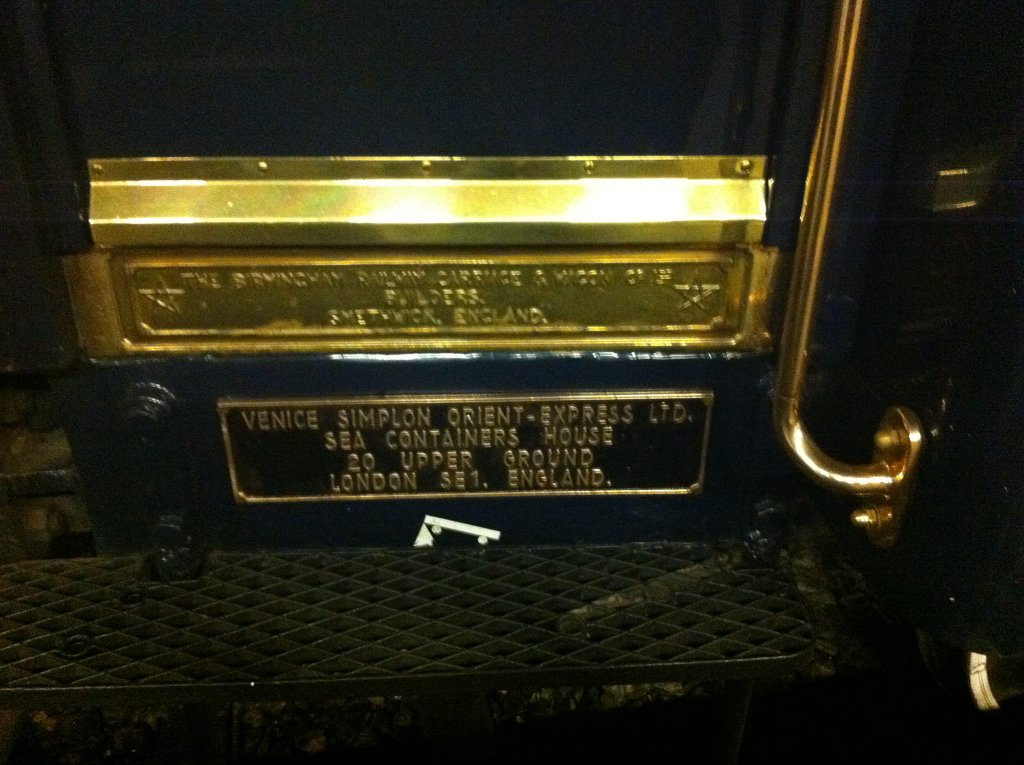 THE BIRMINGHAM RAILWAY CARRIAGE & WAGON CO LTD
BUILDERS.
SMETHWICK, ENGLAND.
VENICE SIMPLON ORIENT-EXPRESS LTD.
SEA CONTAINERS HOUSE
20 UPPER GROUND
LONDON SE1. ENGLAND.